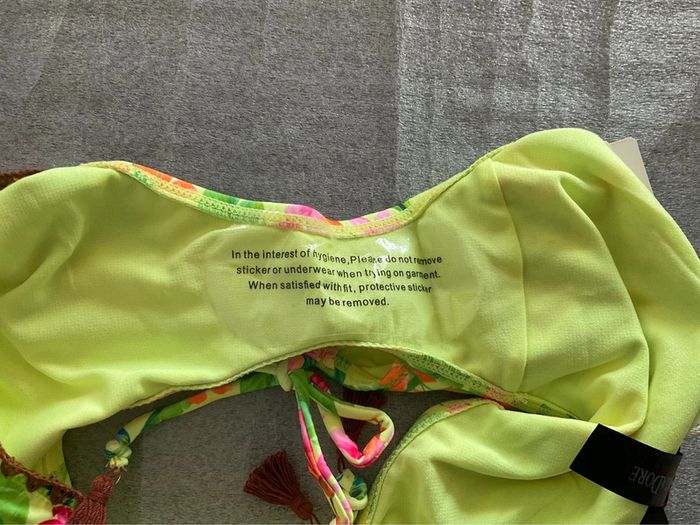 In the interest of hygiene,Please do not remove
sticker or underwear when trying on garment.
When satisfied with fit, protective sticker
may be removed.
DORÉ